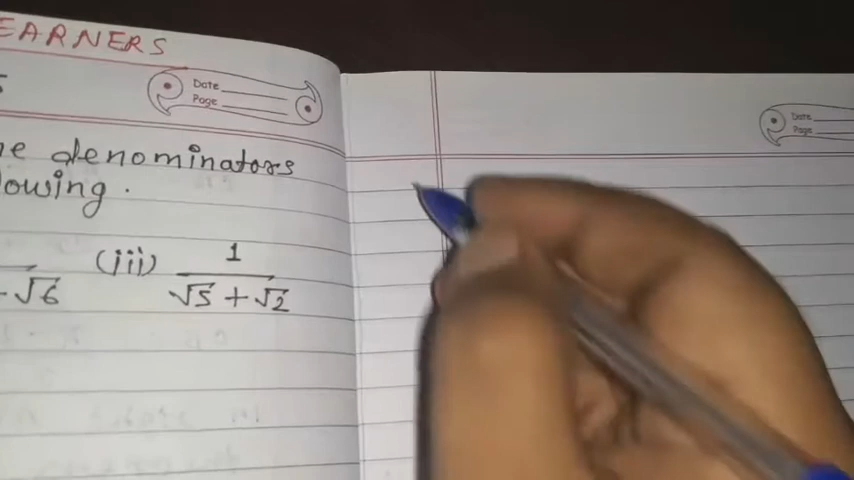 EARNERS
Date
Page
denominators
lowing.
√6 (iii) 1/(√5 + √2)
Date
Page